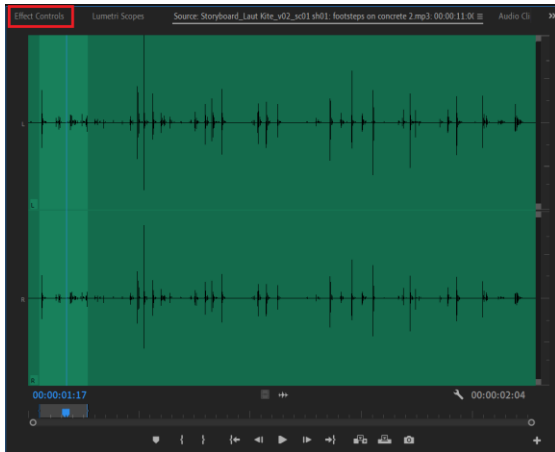 Effect Controls
Lumetri Scopes
Source: Storyboard_Laut Kite_v02_sc01 sh01: footsteps on concrete 2.mp3: 00:00:11:0(
Audio Cli
L
L
R
R
00:00:01:17
00:00:02:04